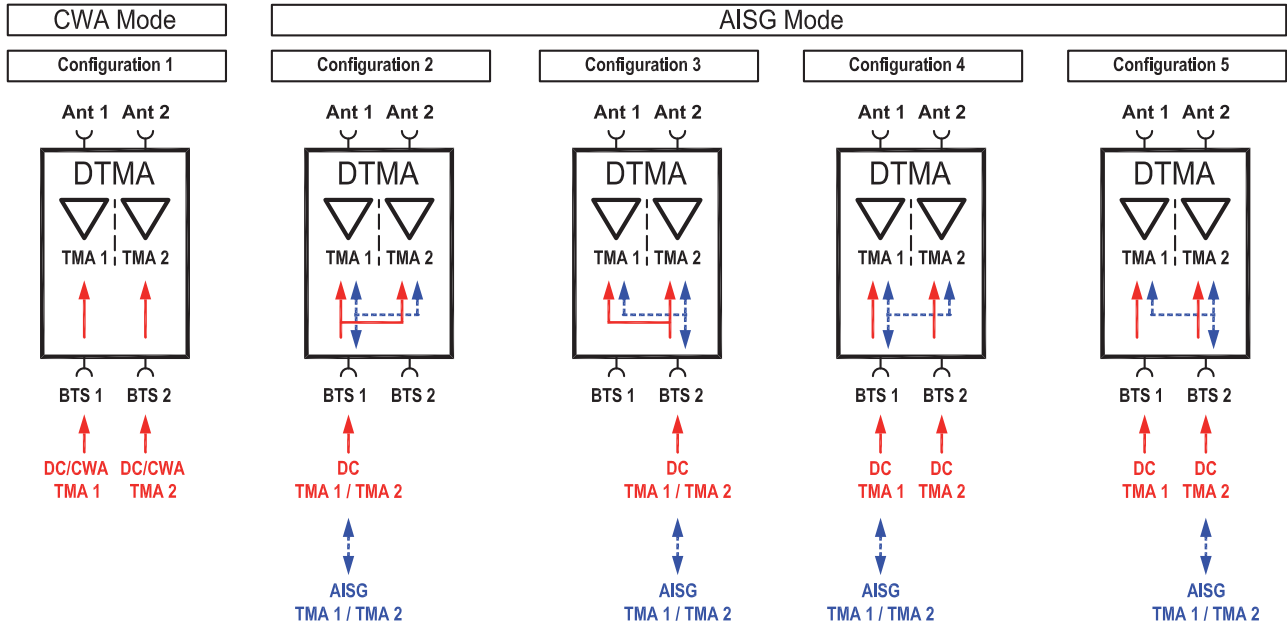 CWA Mode
AISG Mode
Configuration 1
Configuration 2
Configuration 3
Configuration 4
Configuration 5
Ant 1 Ant 2
Ant 1 Ant 2
Ant 1 Ant 2
Ant 1 Ant 2
Ant 1 Ant 2
DTMA
DTMA
DTMA
DTMA
DTMA
TMA 1 TMA 2
TMA 1 TMA 2
TMA 1 TMA 2
TMA 1 TMA 2
TMA 1 TMA 2
BTS 1 BTS 2
BTS 1 BTS 2
BTS 1 BTS 2
BTS 1 BTS 2
BTS 1 BTS 2
DC/CWA DC/CWA
TMA 1 TMA 2
DC
TMA 1 / TMA 2
DC
TMA 1 / TMA 2
DC DC
TMA 1 TMA 2
DC DC
TMA 1 TMA 2
AISG
TMA 1 / TMA 2
AISG
TMA 1 / TMA 2
AISG
TMA 1 / TMA 2
AISG
TMA 1 / TMA 2